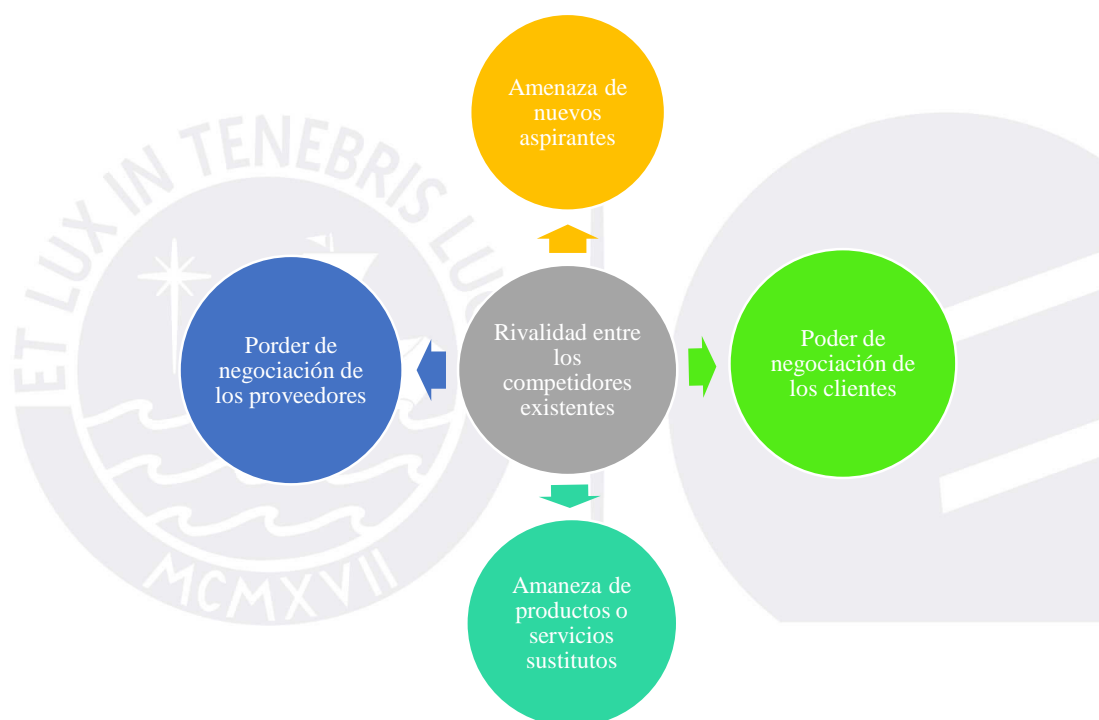 Amenaza de
nuevos
aspirantes
ET LUX IN TENEBRIS LUC
Porder de
negociación de
los proveedores
Rivalidad entre
los
competidores
existentes
Poder de
negociación de
los clientes
Amaneza de
productos o
servicios
sustitutos
MCMXVII